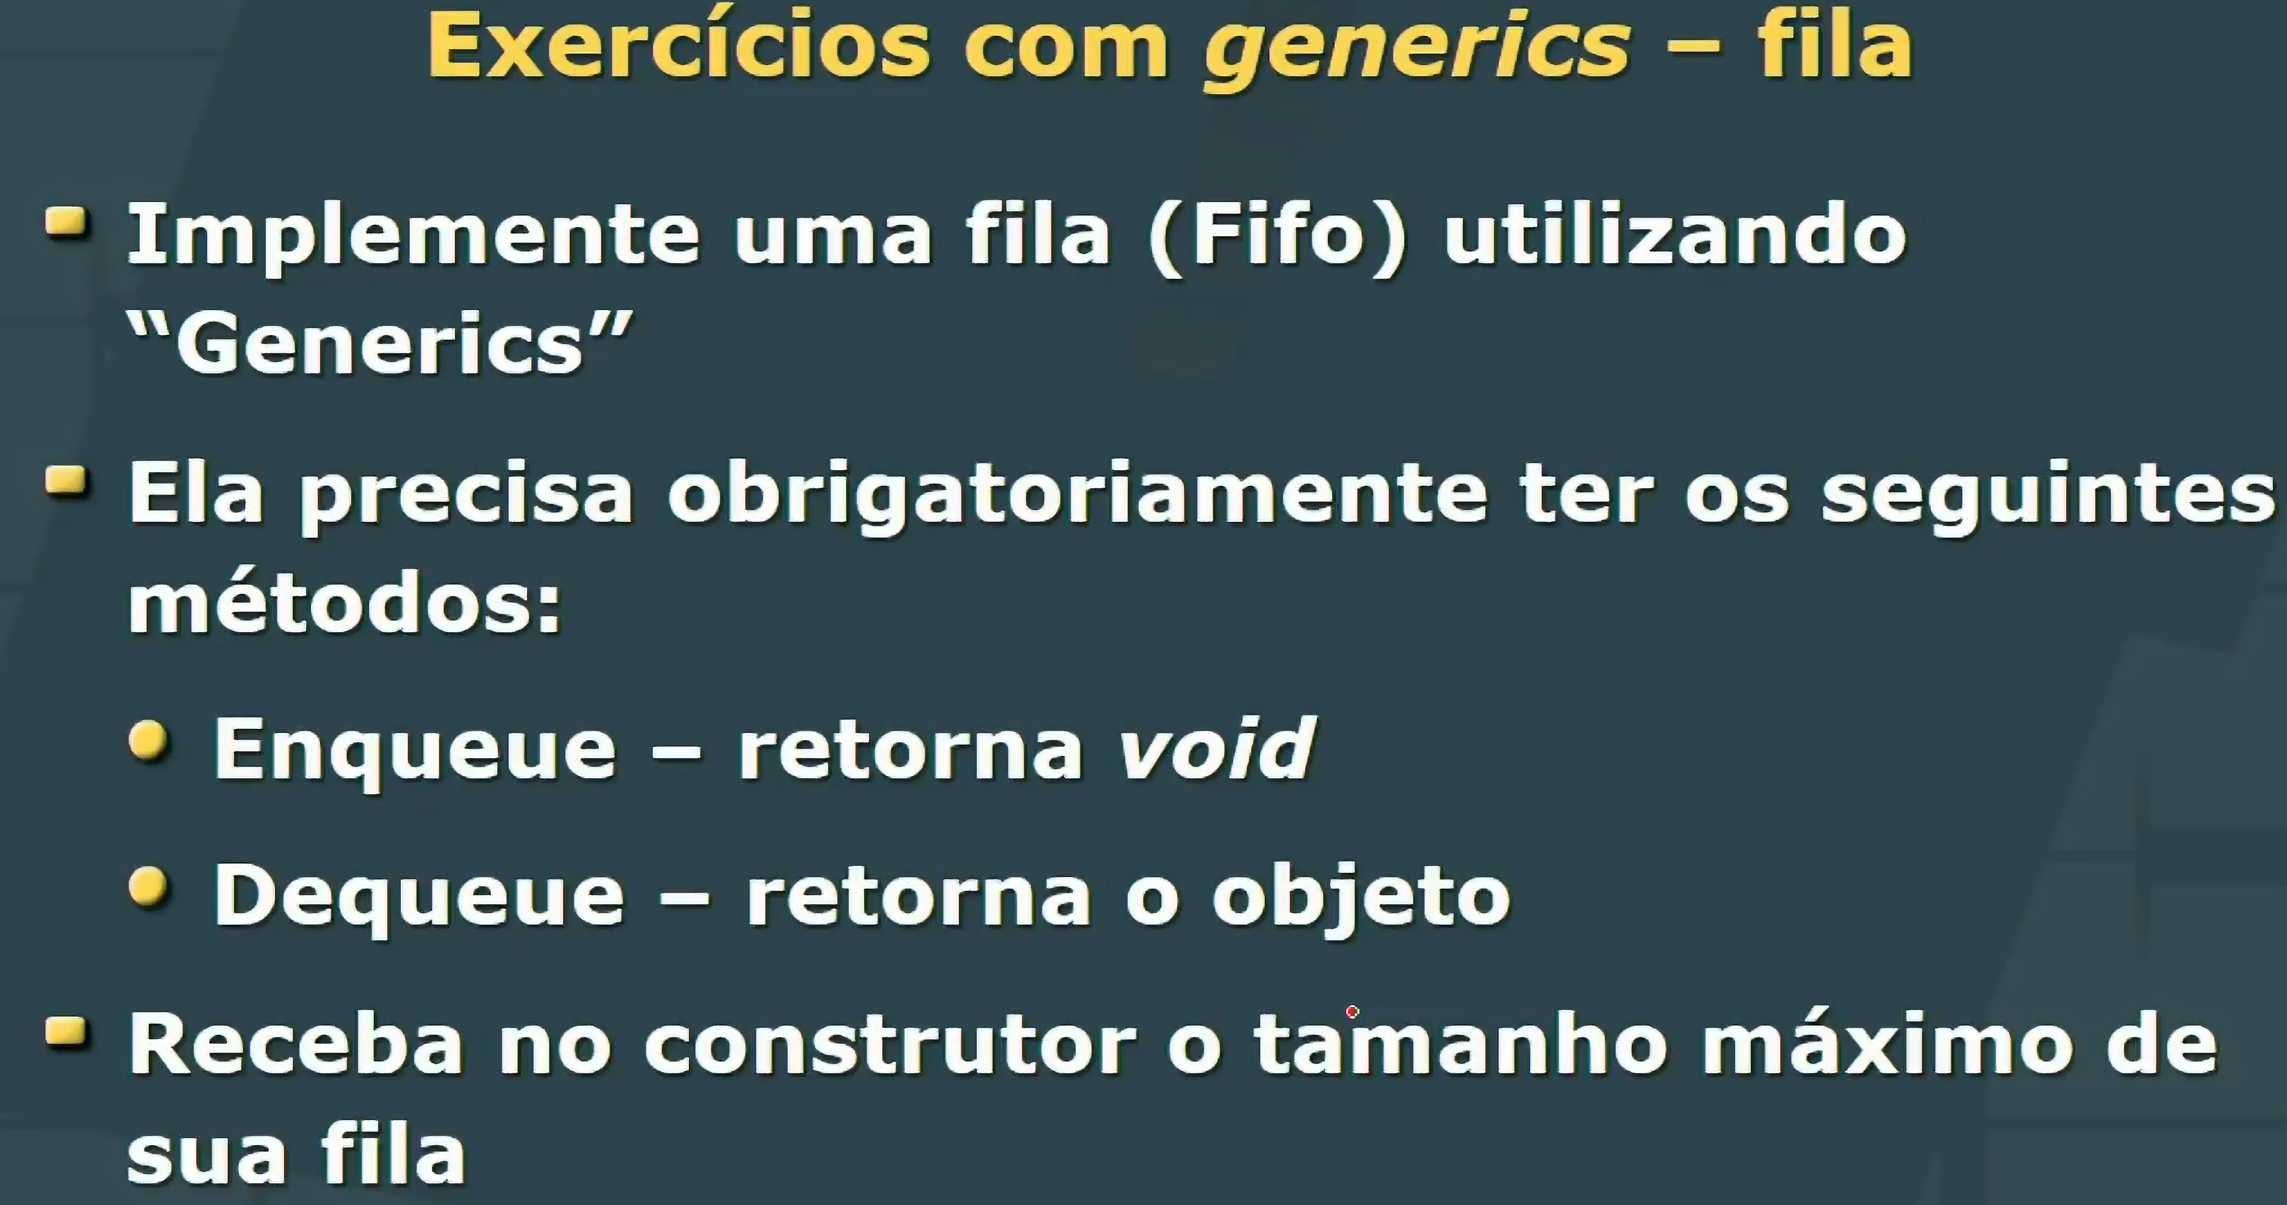 Exercícios com generics – fila
Implemente uma fila (Fifo) utilizando
“Generics”
Ela precisa obrigatoriamente ter os seguintes
métodos:
Enqueue – retorna void
Dequeue – retorna o objeto
Receba no construtor o tamanho máximo de
sua fila